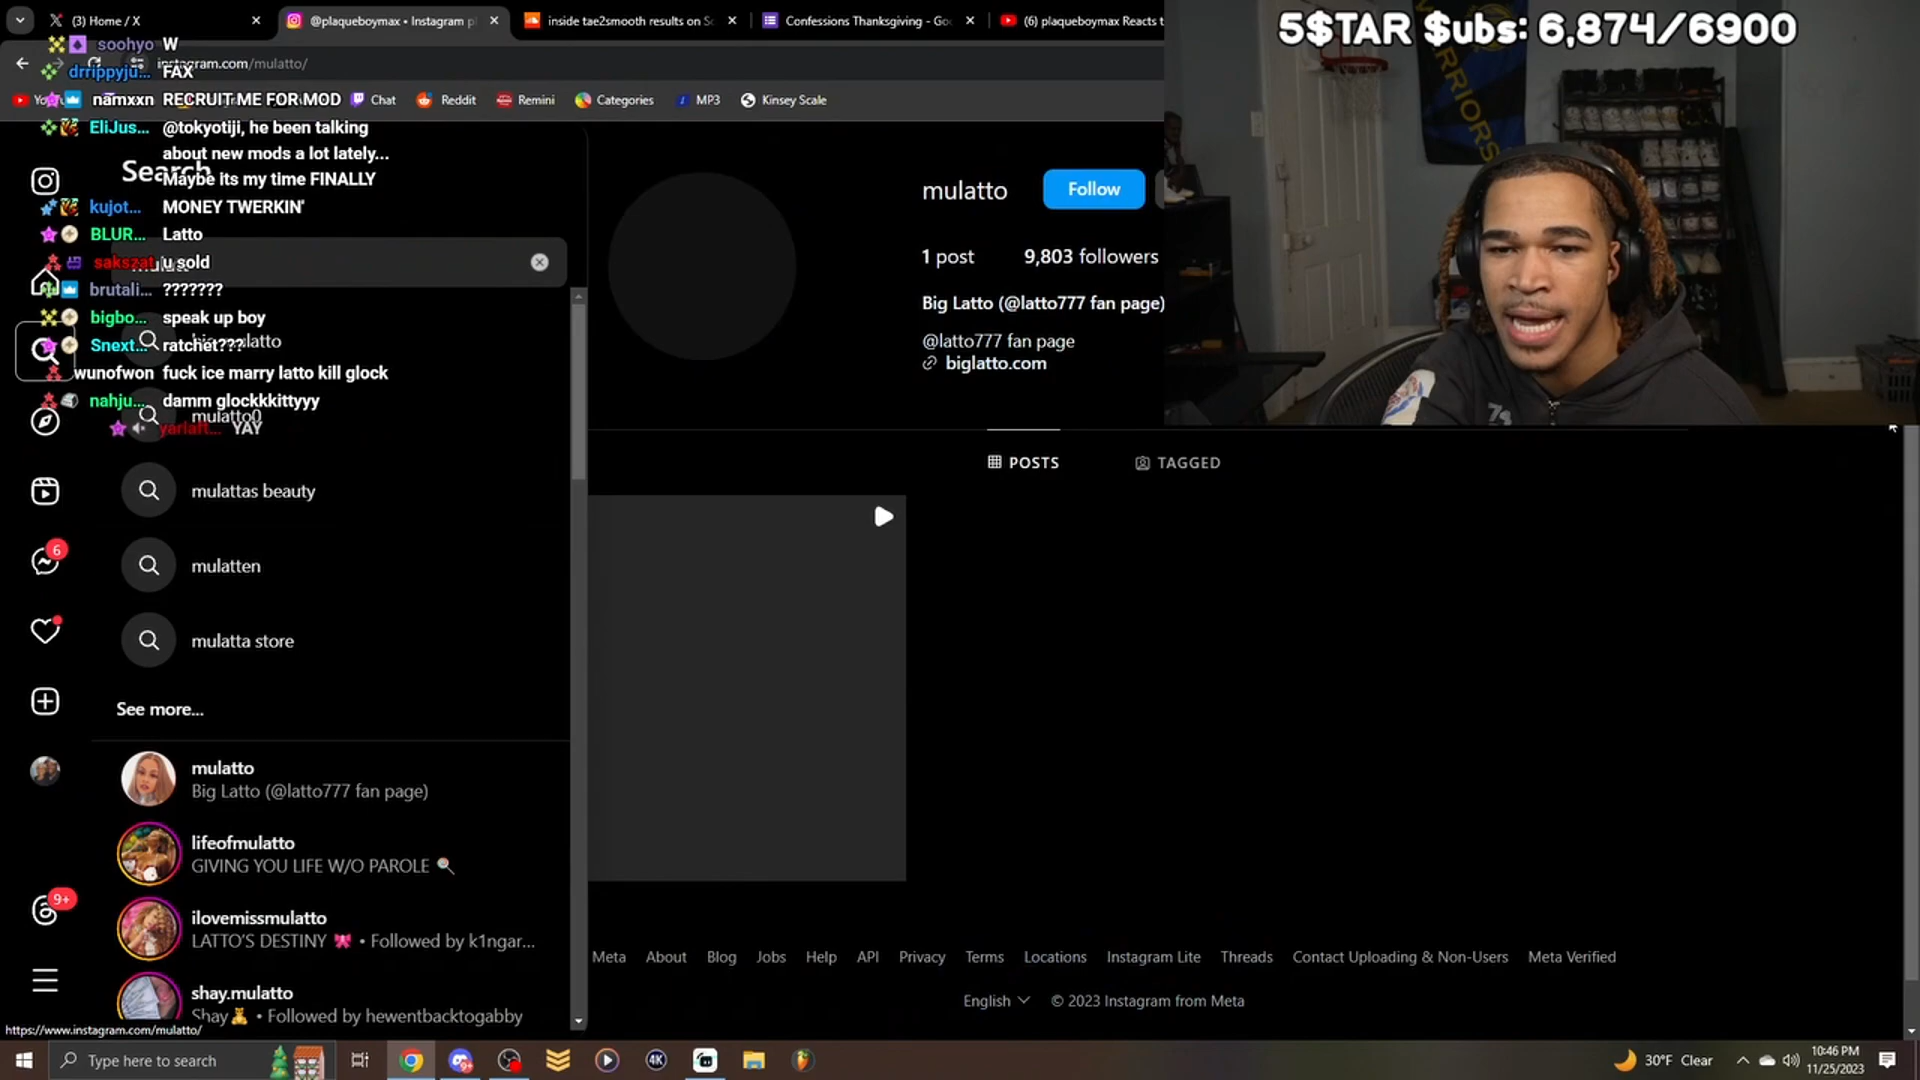 (3) Home / X
@plaqueboymax • Instagram p
inside tae2smooth results on S
Confessions Thanksgiving - Go
(6) plaqueboymax Reacts t
5$TAR $ubs: 6,874/6900
instagram.com/mulatto/
Chat
Reddit
Remini
Categories
MP3
Kinsey Scale
soohyo W
drrippyju... FAX
namxxn RECRUIT ME FOR MOD
EliJus... @tokyotiji, he been talking
about new mods a lot lately...
Maybe its my time FINALLY
kujot... MONEY TWERKIN'
BLUR... Latto
sakszat u sold
brutali... ???????
bigbo... speak up boy
Snext... ratchet???
wunofwon fuck ice marry latto kill glock
nahju... damm glockkkityyy
YAY
Search
mulatto0
mulattas beauty
mulatten
mulatta store
See more...
mulatto
Big Latto (@latto777 fan page)
lifeofmulatto
GIVING YOU LIFE W/O PAROLE
ilovemissmulatto
LATTO'S DESTINY • Followed by k1ngar...
shay.mulatto
Shay • Followed by hewentbacktogabby
6
9+
mulatto
Follow
1 post 9,803 followers
Big Latto (@latto777 fan page)
@latto777 fan page
biglatto.com
POSTS
TAGGED
WARRIORS
Meta About Blog Jobs Help API Privacy Terms Locations Instagram Lite Threads Contact Uploading & Non-Users Meta Verified
English © 2023 Instagram from Meta
https://www.instagram.com/mulatto/
Type here to search
4K
30°F Clear
10:46 PM
11/25/2023